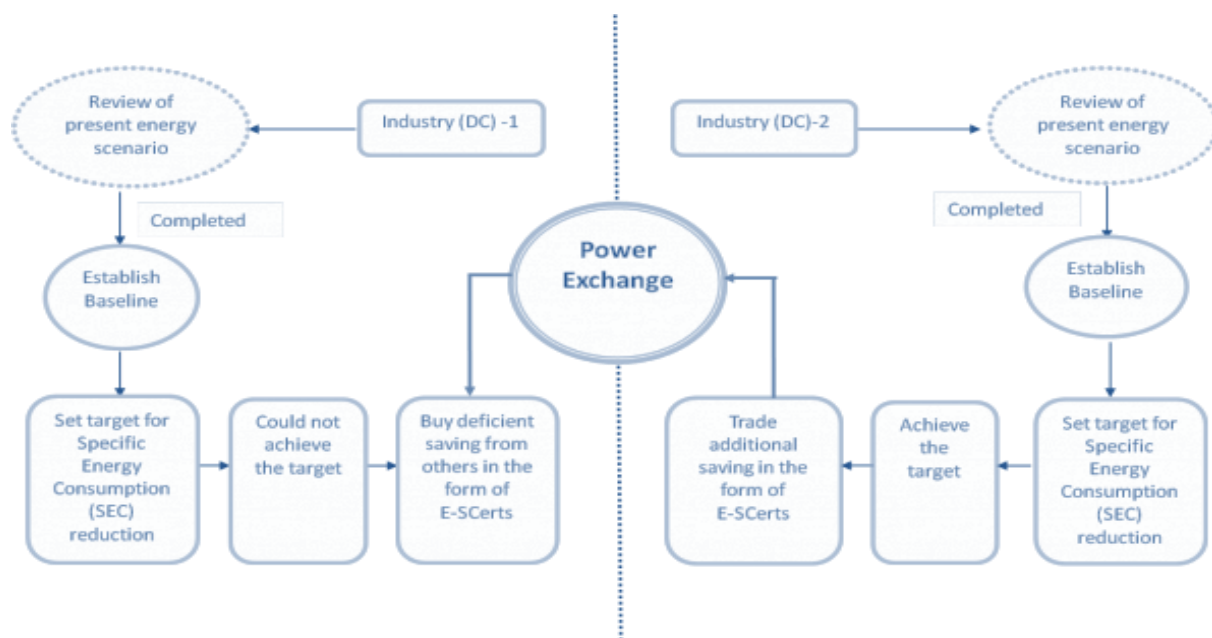 Review of
present energy
scenario
Industry (DC) -1
Completed
Establish
Baseline
Set target for
Specific
Energy
Consumption
(SEC)
reduction
Could not
achieve
the target
Buy deficient
saving from
others in the
form of
E-SCerts
Power
Exchange
Industry (DC)-2
Review of
present energy
scenario
Completed
Establish
Baseline
Set target for
Specific
Energy
Consumption
(SEC)
reduction
Achieve
the
target
Trade
additional
saving in the
form of
E-SCerts